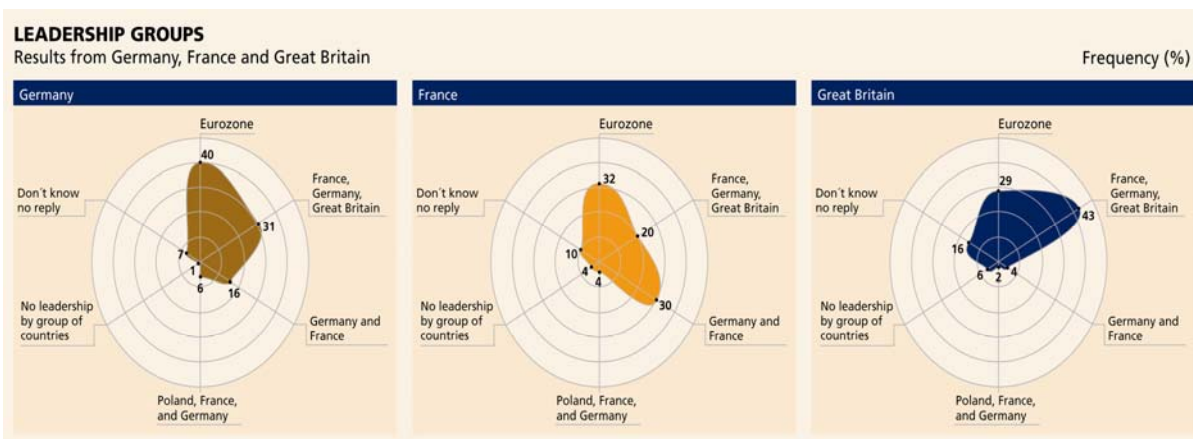 LEADERSHIP GROUPS
Results from Germany, France and Great Britain
Frequency (%)
Germany
Eurozone
40
France,
Germany,
Great Britain
31
Don´t know
no reply
7
1
6
16
No leadership
by group of
countries
Germany and
France
Poland, France,
and Germany
France
Eurozone
32
France,
Germany,
Great Britain
20
Don´t know
no reply
10
4
4
30
No leadership
by group of
countries
Germany and
France
Poland, France,
and Germany
Great Britain
Eurozone
29
France,
Germany,
Great Britain
43
Don´t know
no reply
16
6
2
4
No leadership
by group of
countries
Germany and
France
Poland, France,
and Germany